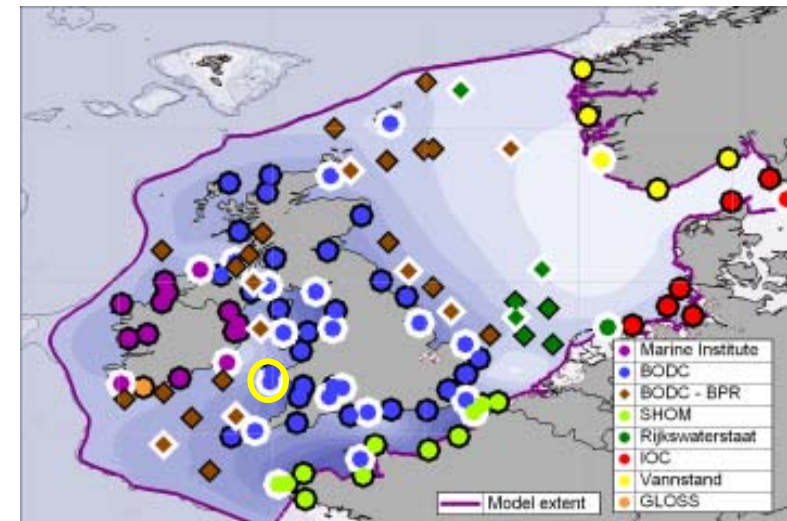 Marine Institute
BODC
BODC - BPR
SHOM
Rijkswaterstaat
IOC
Vannstand
GLOSS
Model extent